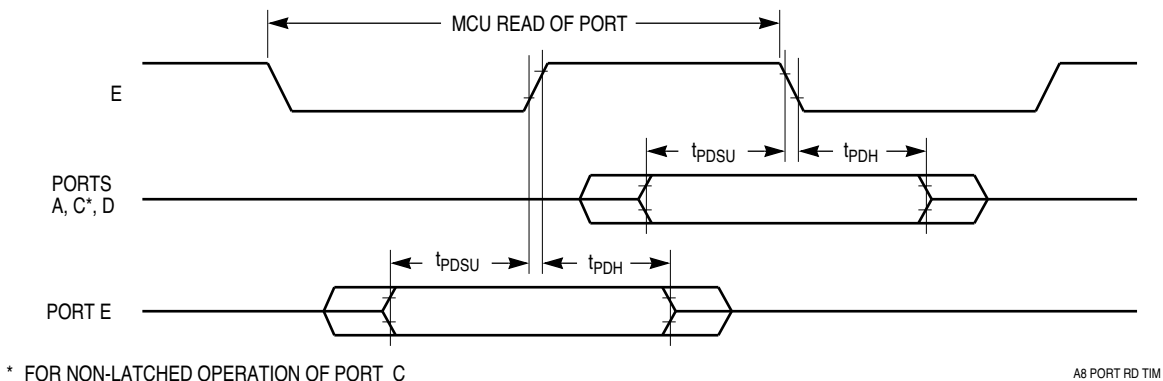 MCU READ OF PORT
E
tPDSU
tPDH
PORTS
A, C*, D
tPDSU
tPDH
PORT E
* FOR NON-LATCHED OPERATION OF PORT C
A8 PORT RD TIM